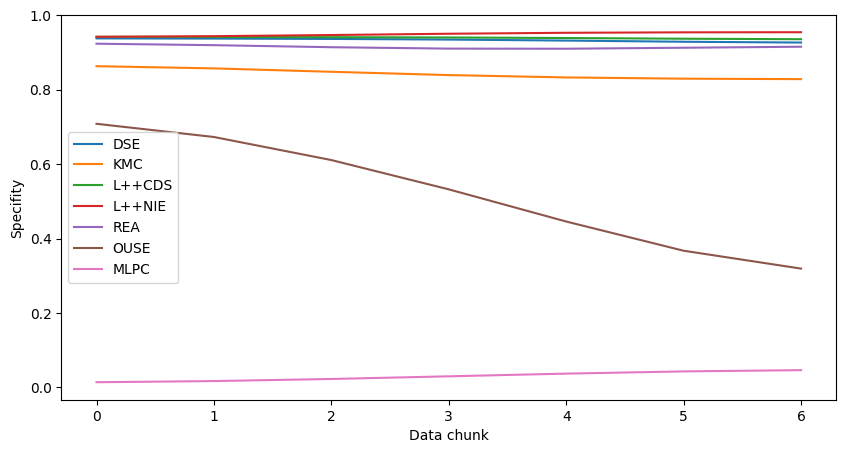 1.0
0.8
0.6
0.4
0.2
0.0
Specifity
DSE
KMC
L++CDS
L++NIE
REA
OUSE
MLPC
0 1 2 3 4 5 6
Data chunk